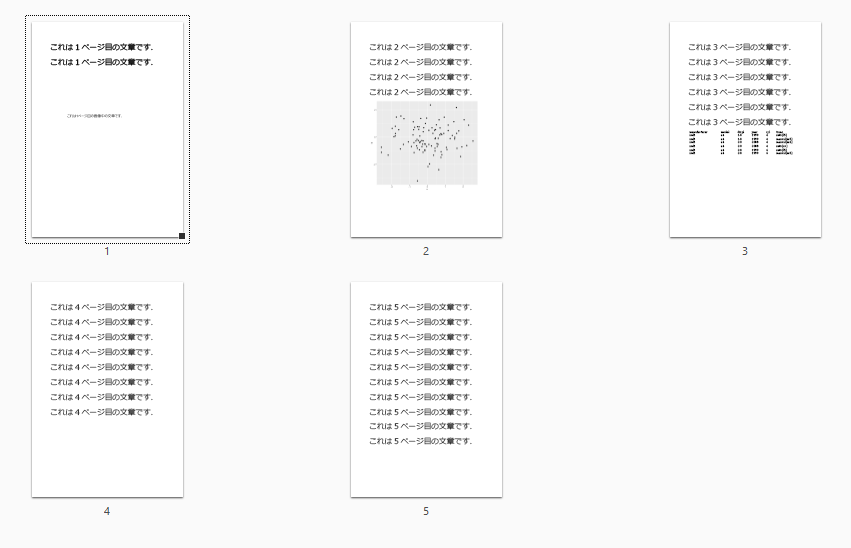 これは１ページ目の文章です.
これは１ページ目の文章です.
これは1ページ目の画像中の文章です.
1
これは２ページ目の文章です.
これは２ページ目の文章です.
これは２ページ目の文章です.
これは２ページ目の文章です.
2
これは３ページ目の文章です.
これは３ページ目の文章です.
これは３ページ目の文章です.
これは３ページ目の文章です.
これは３ページ目の文章です.
これは３ページ目の文章です.
3
これは４ページ目の文章です.
これは４ページ目の文章です.
これは４ページ目の文章です.
これは４ページ目の文章です.
これは４ページ目の文章です.
これは４ページ目の文章です.
これは４ページ目の文章です.
これは４ページ目の文章です.
4
これは５ページ目の文章です.
これは５ページ目の文章です.
これは５ページ目の文章です.
これは５ページ目の文章です.
これは５ページ目の文章です.
これは５ページ目の文章です.
これは５ページ目の文章です.
これは５ページ目の文章です.
これは５ページ目の文章です.
これは５ページ目の文章です.
5